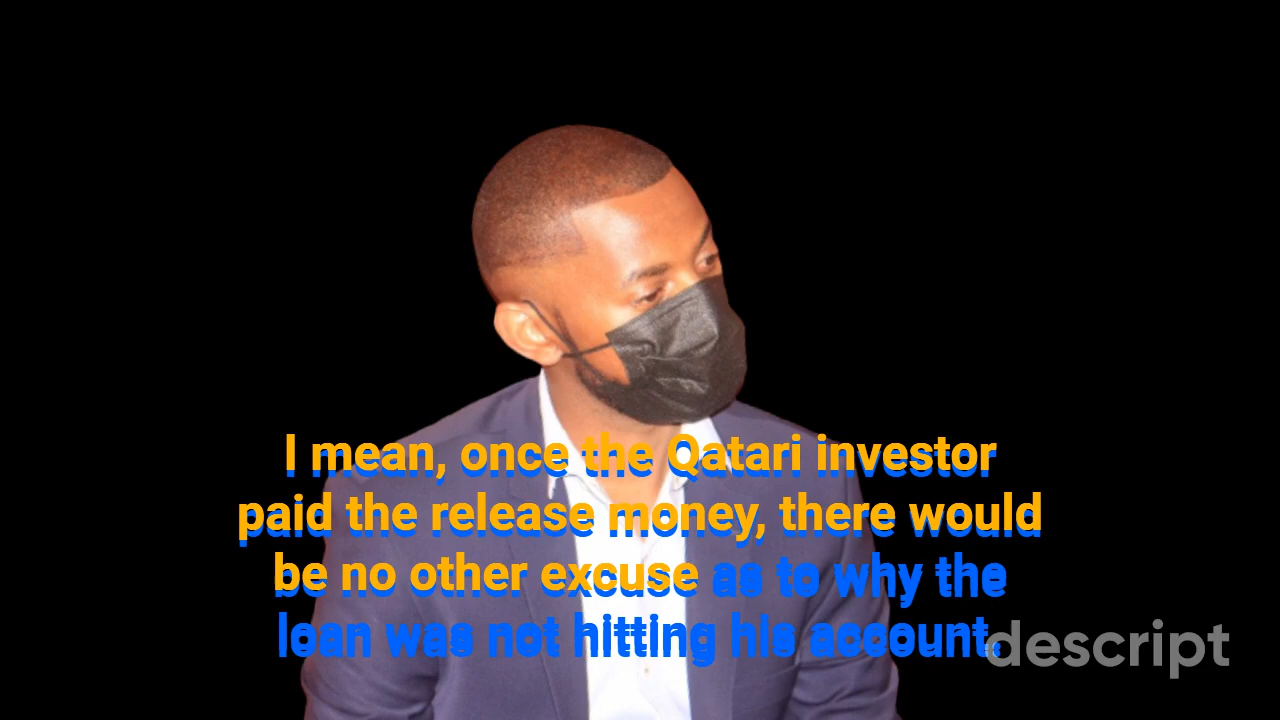 I mean, once the Qatari investor
paid the release money, there would
be no other excuse as to why the
loan was not hitting his account.
descript